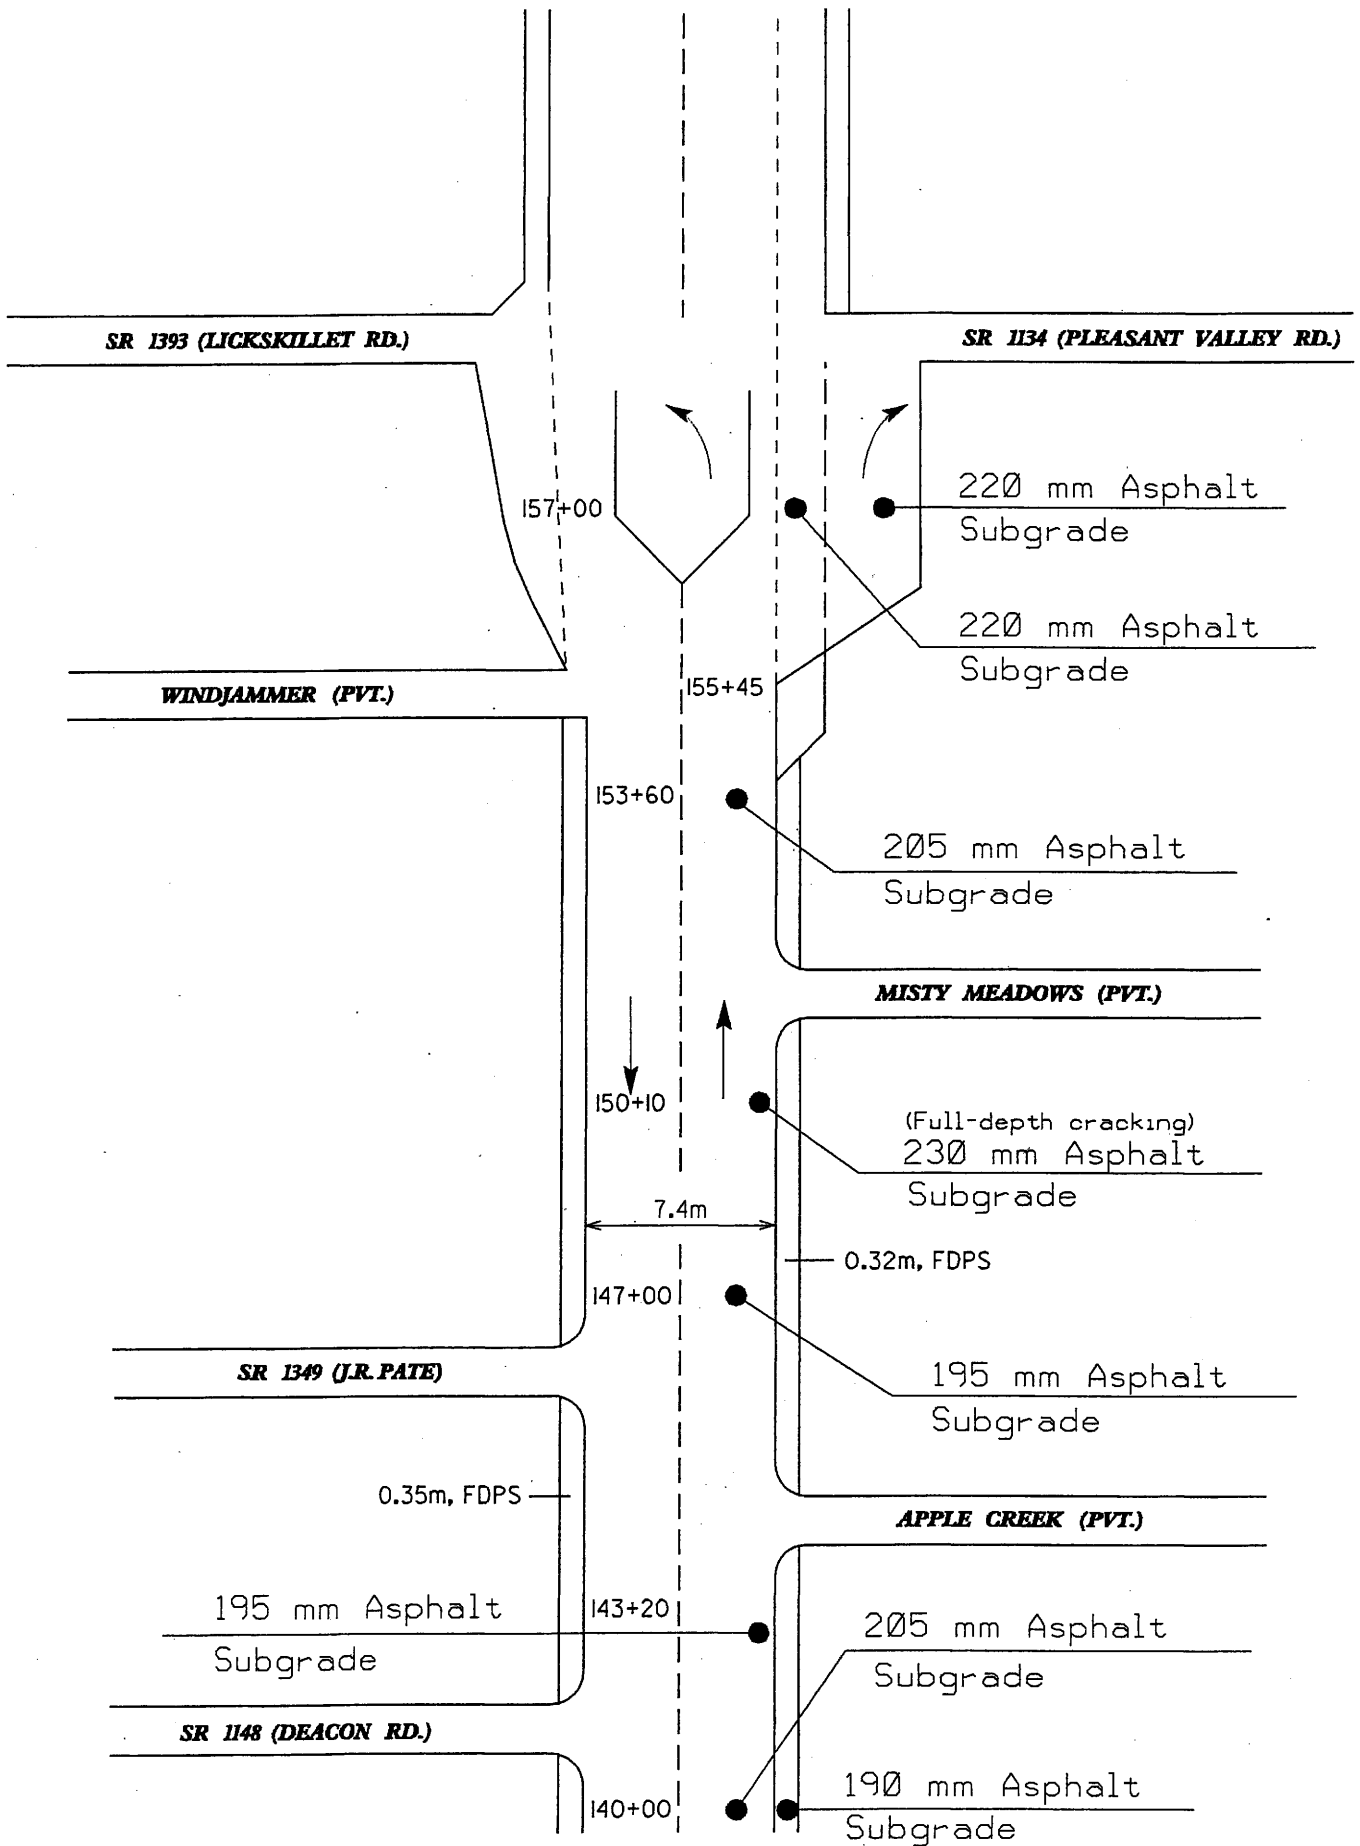 SR 1393 (LICKSKILLET RD.)
SR 1134 (PLEASANT VALLEY RD.)
157+00
220 mm Asphalt
Subgrade
220 mm Asphalt
Subgrade
WINDJAMMER (PVT.)
155+45
153+60
205 mm Asphalt
Subgrade
MISTY MEADOWS (PVT.)
150+10
(Full-depth cracking)
230 mm Asphalt
Subgrade
7.4m
0.32m, FDPS
147+00
SR 1349 (J.R. PATE)
195 mm Asphalt
Subgrade
0.35m, FDPS
APPLE CREEK (PVT.)
195 mm Asphalt
Subgrade
143+20
205 mm Asphalt
Subgrade
SR 1148 (DEACON RD.)
140+00
190 mm Asphalt
Subgrade